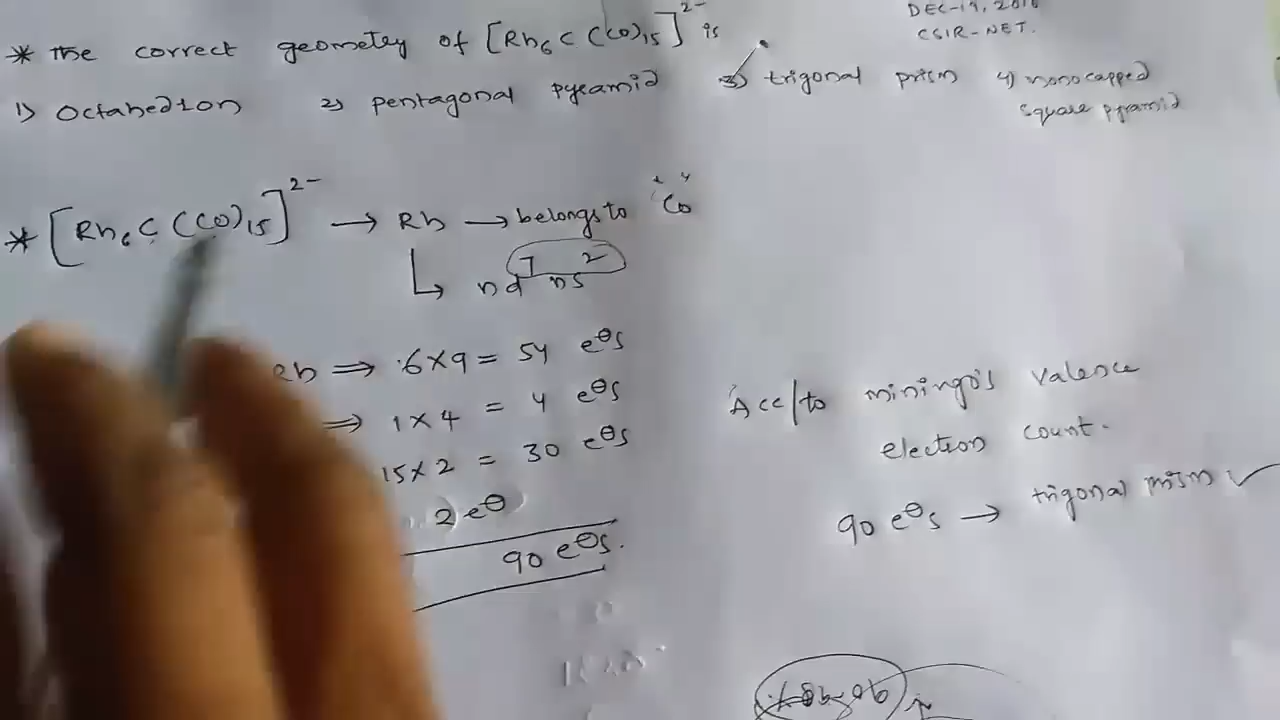 * The correct geometry of [Rh6C(CO)15]2- is
DEC-19, 201
CSIR-NET.
1) Octahedron 2) pentagonal pyramid 3) trigonal prism 4) monocapped
square pyramid
* [Rh6C(CO)15]2- → Rh → belongs to "Co
nd7 ns2
Rh ⇒ 6×9 = 54 e⊖s
⇒ 1×4 = 4 e⊖s
15×2 = 30 e⊖s
2e⊖
90 e⊖s.
Acc/to miningo's valence
electron count.
90 e⊖s → trigonal prism ✓